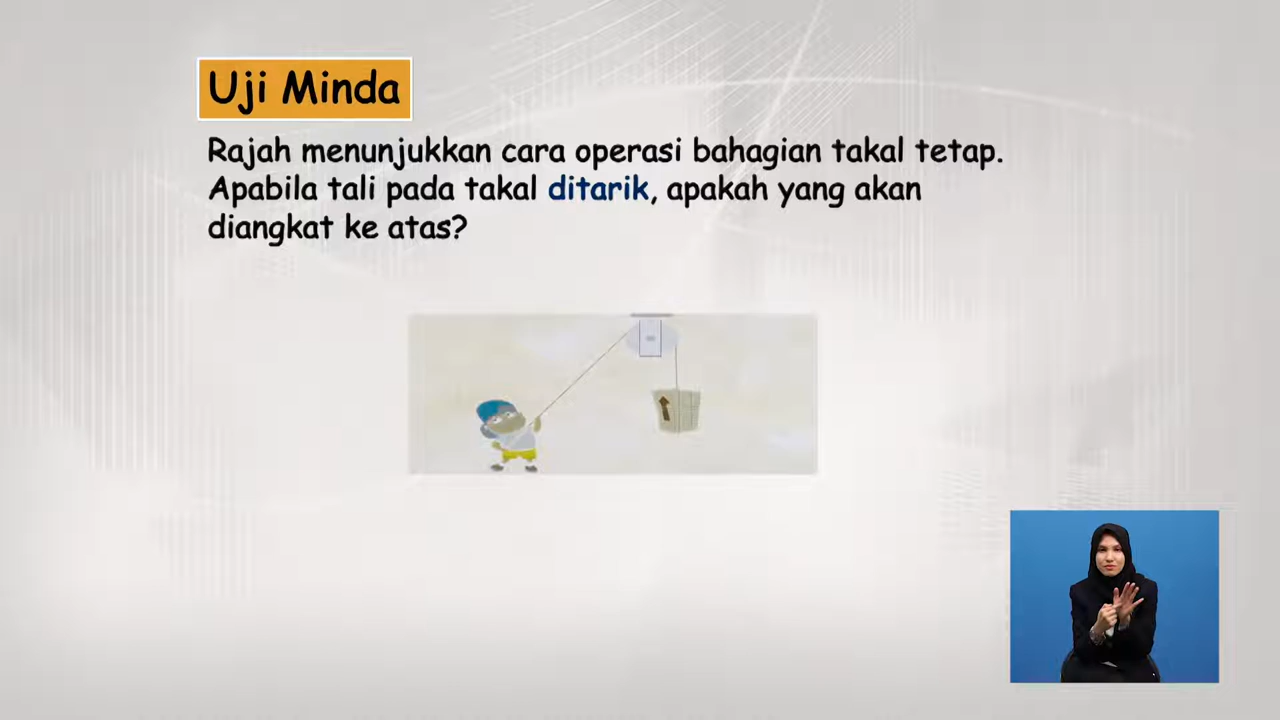 Uji Minda
Rajah menunjukkan cara operasi bahagian takal tetap.
Apabila tali pada takal ditarik, apakah yang akan
diangkat ke atas?